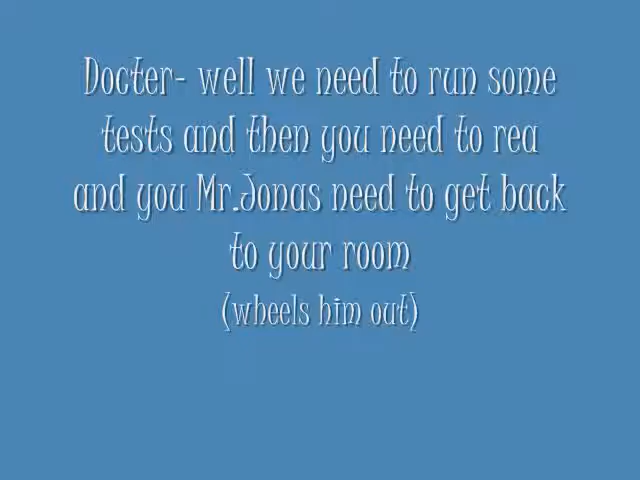 Docter- well we need to run some
tests and then you need to rea
and you Mr.Jonas need to get back
to your room
(wheels him out)